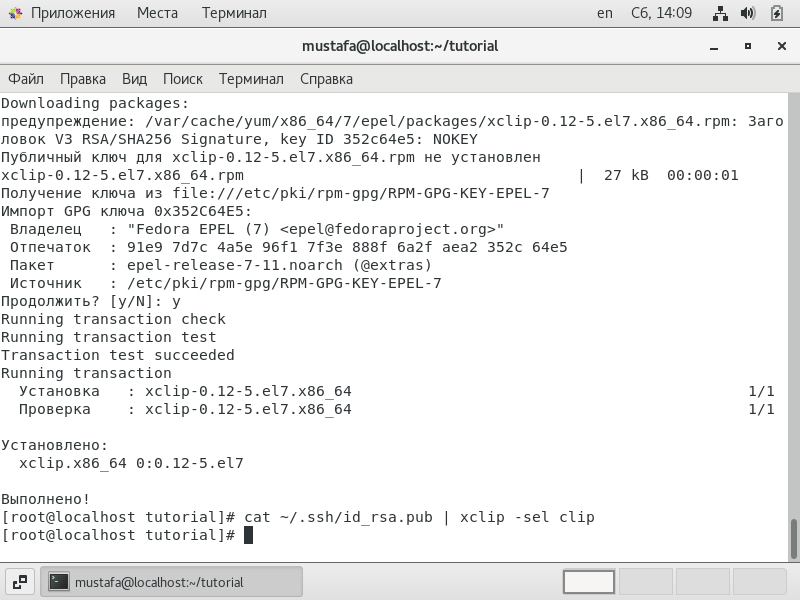 Приложения Места Терминал en Сб, 14:09
mustafa@localhost:~/tutorial
Файл Правка Вид Поиск Терминал Справка
Downloading packages:
предупреждение: /var/cache/yum/x86_64/7/epel/packages/xclip-0.12-5.el7.x86_64.rpm: Заго
ловок V3 RSA/SHA256 Signature, key ID 352c64e5: NOKEY
Публичный ключ для xclip-0.12-5.el7.x86_64.rpm не установлен
xclip-0.12-5.el7.x86_64.rpm | 27 kB 00:00:01
Получение ключа из file:///etc/pki/rpm-gpg/RPM-GPG-KEY-EPEL-7
Импорт GPG ключа 0x352C64E5:
Владелец : "Fedora EPEL (7) <epel@fedoraproject.org>"
Отпечаток : 91e9 7d7c 4a5e 96f1 7f3e 888f 6a2f aea2 352c 64e5
Пакет : epel-release-7-11.noarch (@extras)
Источник : /etc/pki/rpm-gpg/RPM-GPG-KEY-EPEL-7
Продолжить? [y/N]: y
Running transaction check
Running transaction test
Transaction test succeeded
Running transaction
Установка : xclip-0.12-5.el7.x86_64 1/1
Проверка : xclip-0.12-5.el7.x86_64 1/1
Установлено:
xclip.x86_64 0:0.12-5.el7
Выполнено!
[root@localhost tutorial]# cat ~/.ssh/id_rsa.pub | xclip -sel clip
[root@localhost tutorial]#
mustafa@localhost:~/tutorial